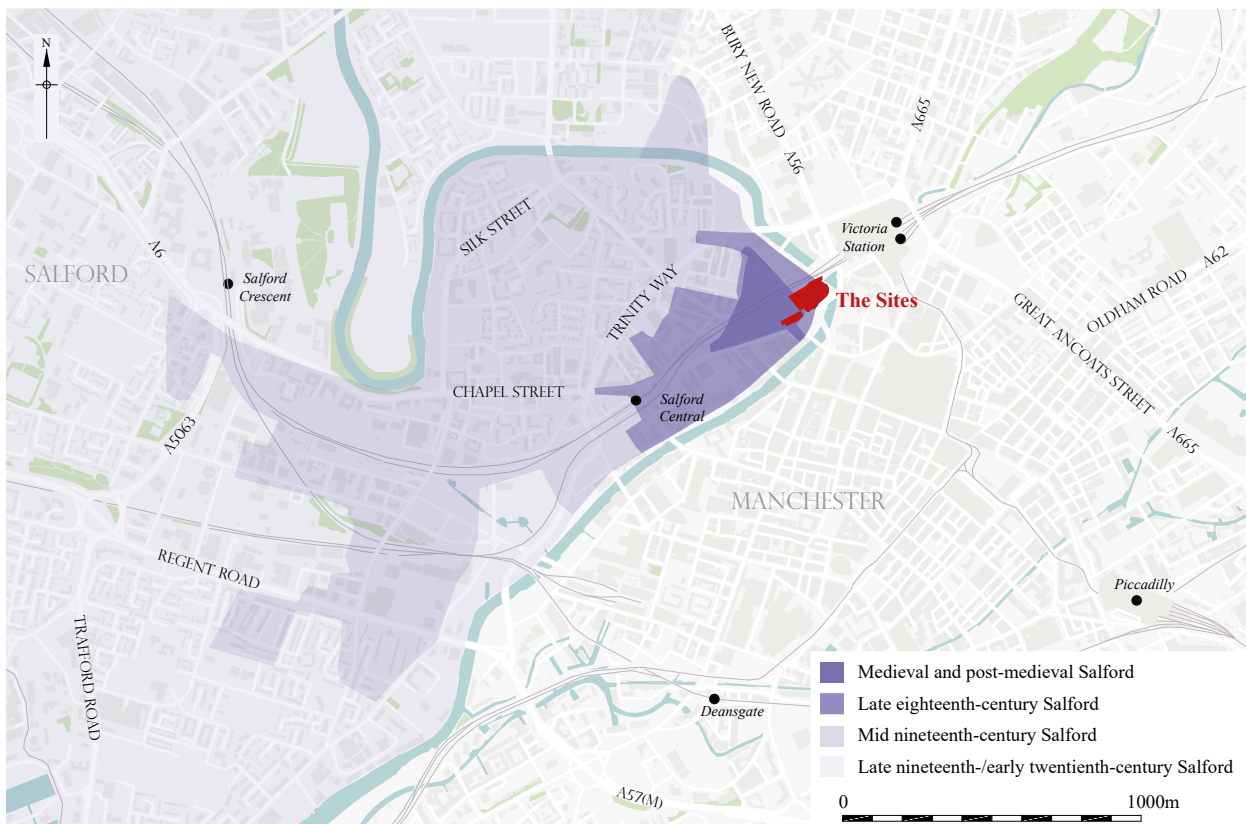 N
BURY NEW ROAD
A56
A665
A6
SILK STREET
Victoria
Station
SALFORD
Salford
Crescent
TRINITY WAY
The Sites
OLDHAM ROAD
A62
GREAT ANCOATS STREET
A665
CHAPEL STREET
Salford
Central
A5063
MANCHESTER
REGENT ROAD
Piccadilly
TRAFFORD ROAD
Deansgate
A57(M)
Medieval and post-medieval Salford
Late eighteenth-century Salford
Mid nineteenth-century Salford
Late nineteenth-/early twentienth-century Salford
0 1000m